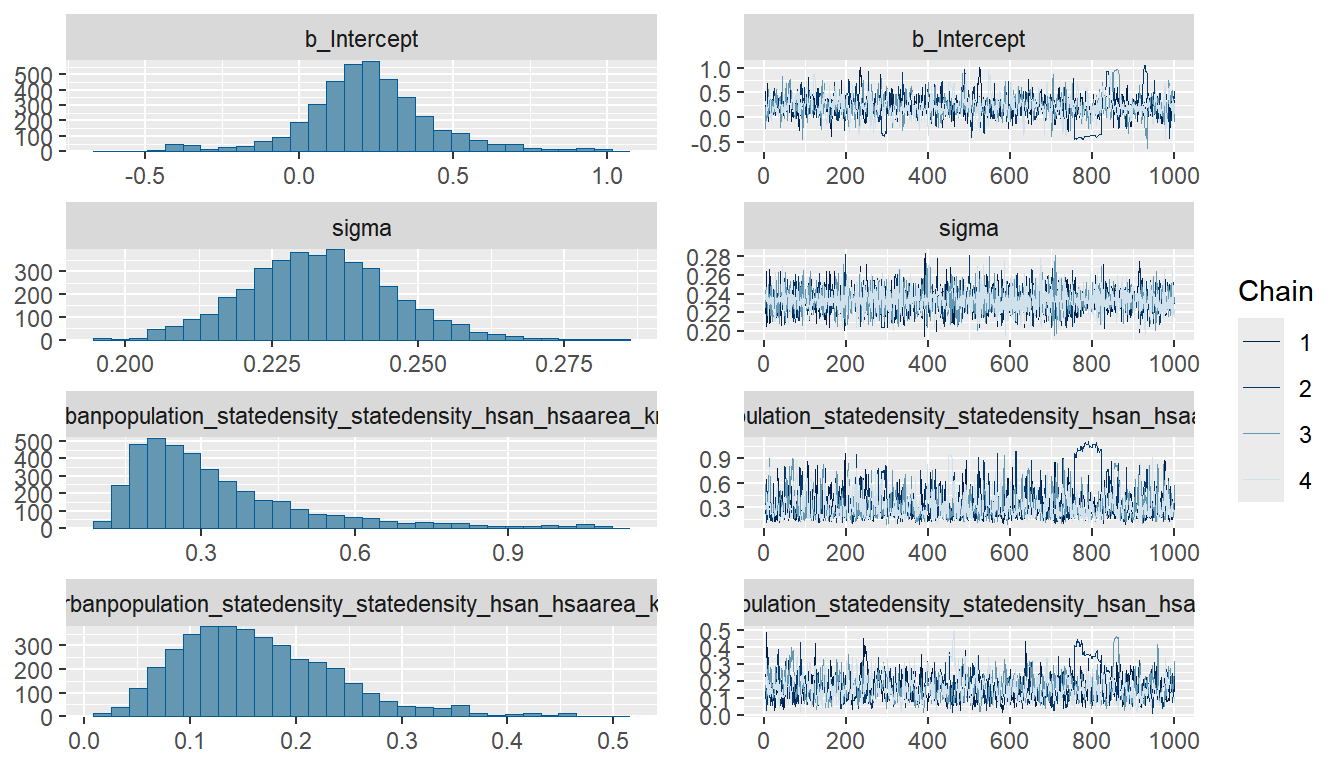 b_Intercept
500
400
300
200
100
0
-0.5 0.0 0.5 1.0
b_Intercept
1.0
0.5
0.0
-0.5
0 200 400 600 800 1000
sigma
300
200
100
0
0.200 0.225 0.250 0.275
sigma
0.28
0.26
0.24
0.22
0.20
0 200 400 600 800 1000
banpopulation_statedensity_statedensity_hsan_hsaarea_k
500
400
300
200
100
0
0.3 0.6 0.9
pulation_statedensity_statedensity_hsan_hsaa
0.9
0.6
0.3
0 200 400 600 800 1000
rbanpopulation_statedensity_statedensity_hsan_hsaarea_k
300
200
100
0
0.0 0.1 0.2 0.3 0.4 0.5
pulation_statedensity_statedensity_hsan_hsaa
0.5
0.4
0.3
0.2
0.1
0.0
0 200 400 600 800 1000
Chain
1
2
3
4